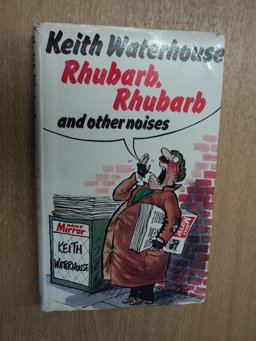 Keith Waterhouse
Rhubarb,
Rhubarb
and other noises
DAILY
Mirror
KEITH
WATERHOUSE